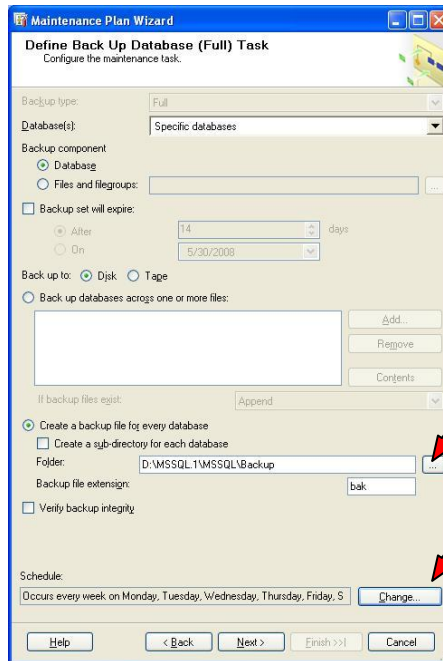 Maintenance Plan Wizard
Define Back Up Database (Full) Task
Configure the maintenance task.
Backup type: Full
Database(s): Specific databases
Backup component
Database
Files and filegroups: ...
Backup set will expire:
After 14 days
On 5/30/2008
Back up to: Disk Tape
Back up databases across one or more files:
Add...
Remove
Contents
If backup files exist: Append
Create a backup file for every database
Create a sub-directory for each database
Folder: D:\MSSQL.1\MSSQL\Backup ...
Backup file extension: bak
Verify backup integrity
Schedule:
Occurs every week on Monday, Tuesday, Wednesday, Thursday, Friday, S Change...
Help < Back Next > Finish >>| Cancel